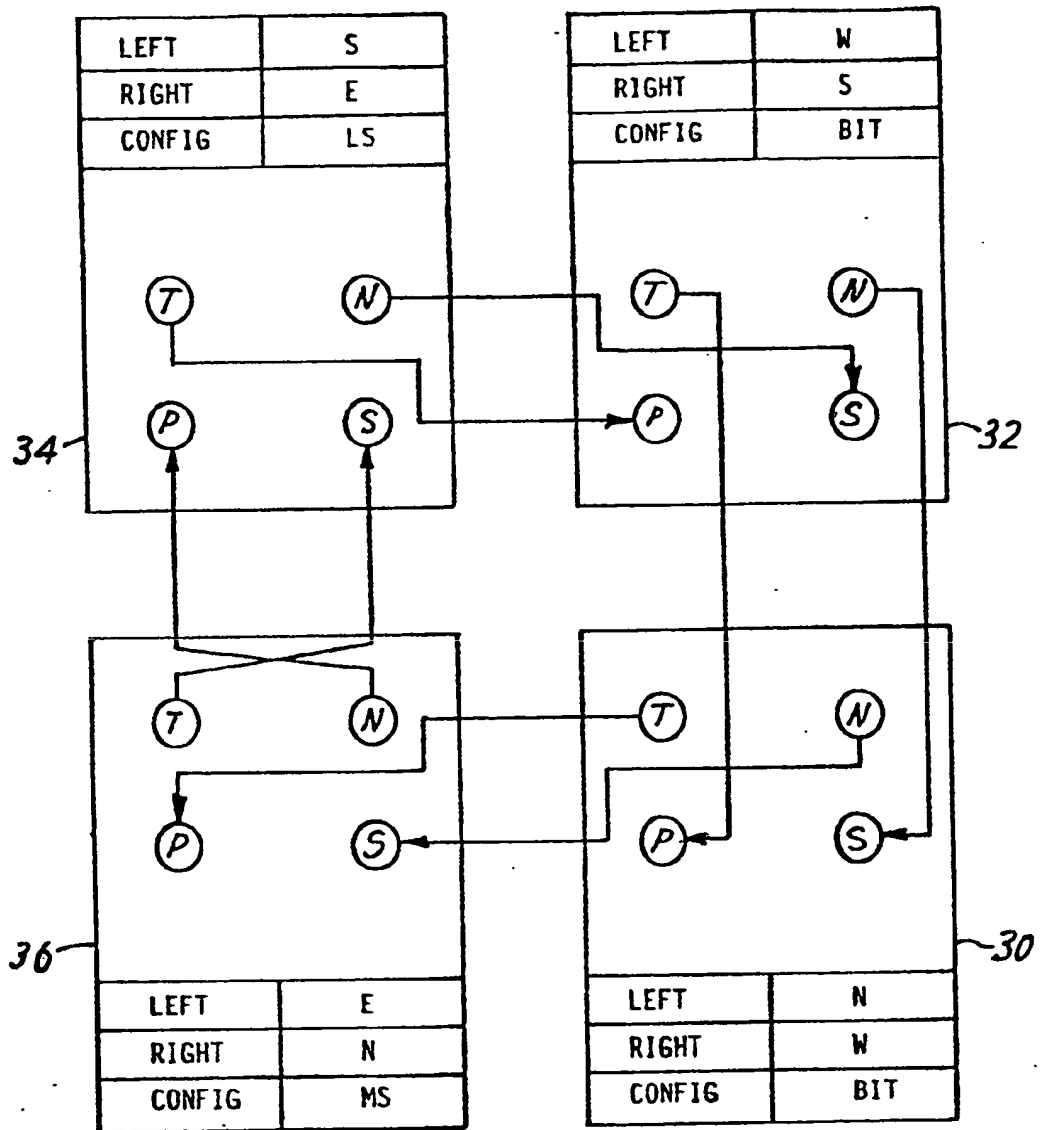 LEFT S
RIGHT E
CONFIG LS
LEFT W
RIGHT S
CONFIG BIT
T N T N
P S P S
34
32
T N T N
P S P S
36
30
LEFT E
RIGHT N
CONFIG MS
LEFT N
RIGHT W
CONFIG BIT